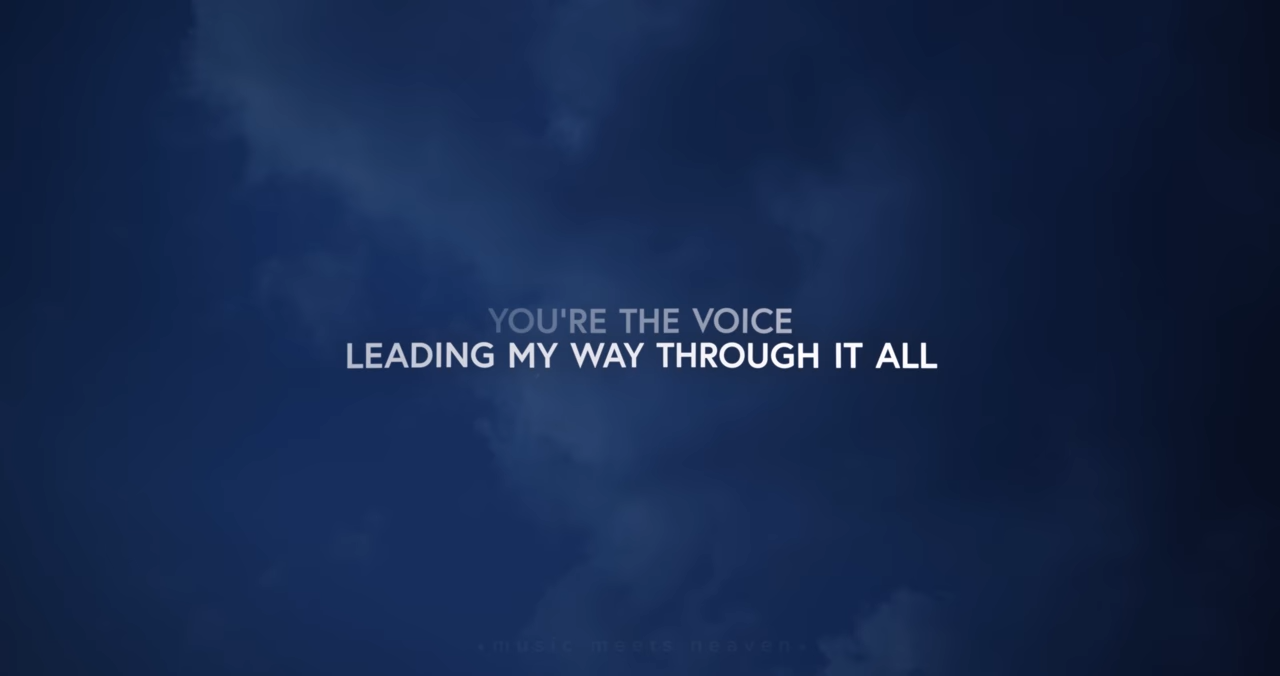 YOU'RE THE VOICE
LEADING MY WAY THROUGH IT ALL
•music meets heaven•